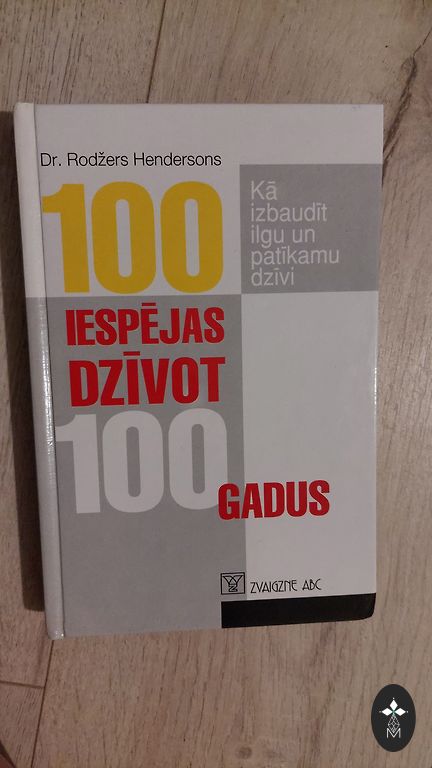 Dr. Rodžers Hendersons
100
Kā
izbaudīt
ilgu un
patīkamu
dzīvi
IESPĒJAS
DZĪVOT
100
GADUS
ZVAIGZNE ABC
M